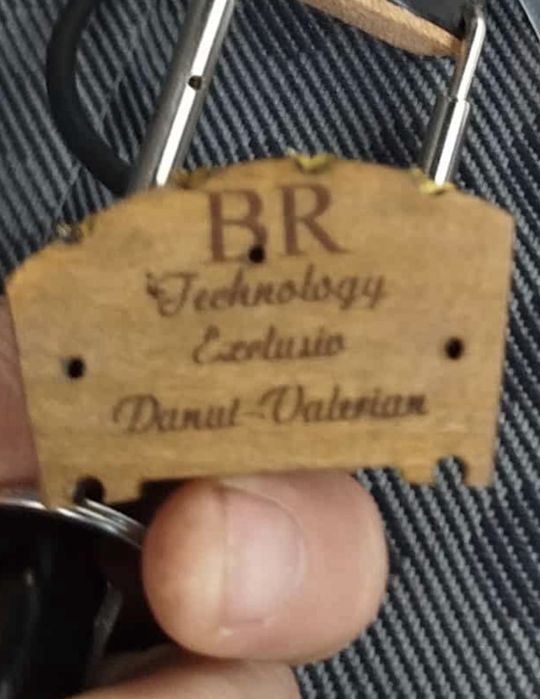 BR
Technology
Exclusiv
Danut-Valerian